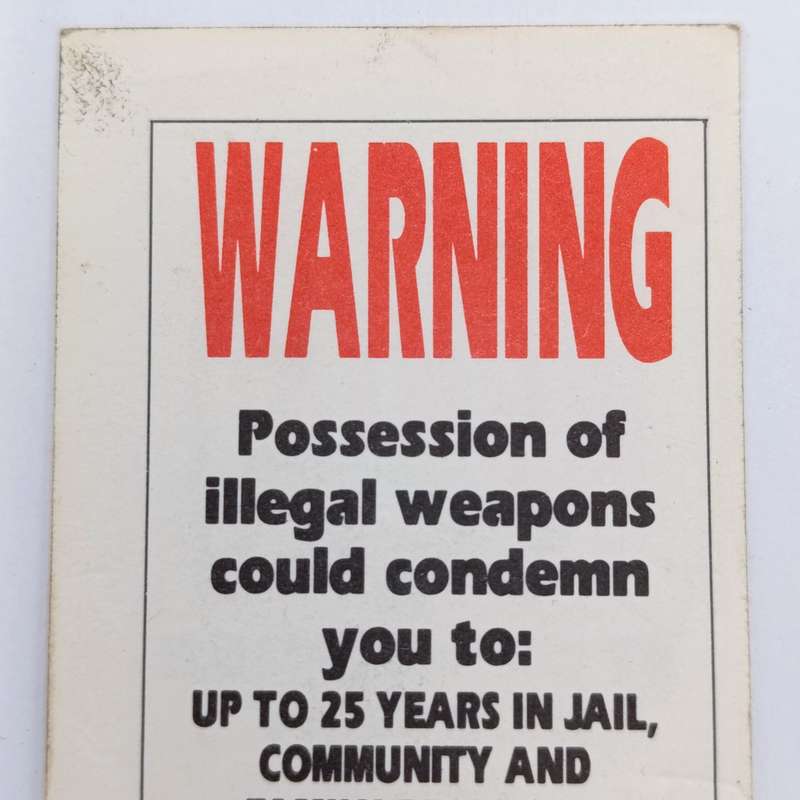 WARNING
Possession of
illegal weapons
could condemn
you to:
UP TO 25 YEARS IN JAIL,
COMMUNITY AND